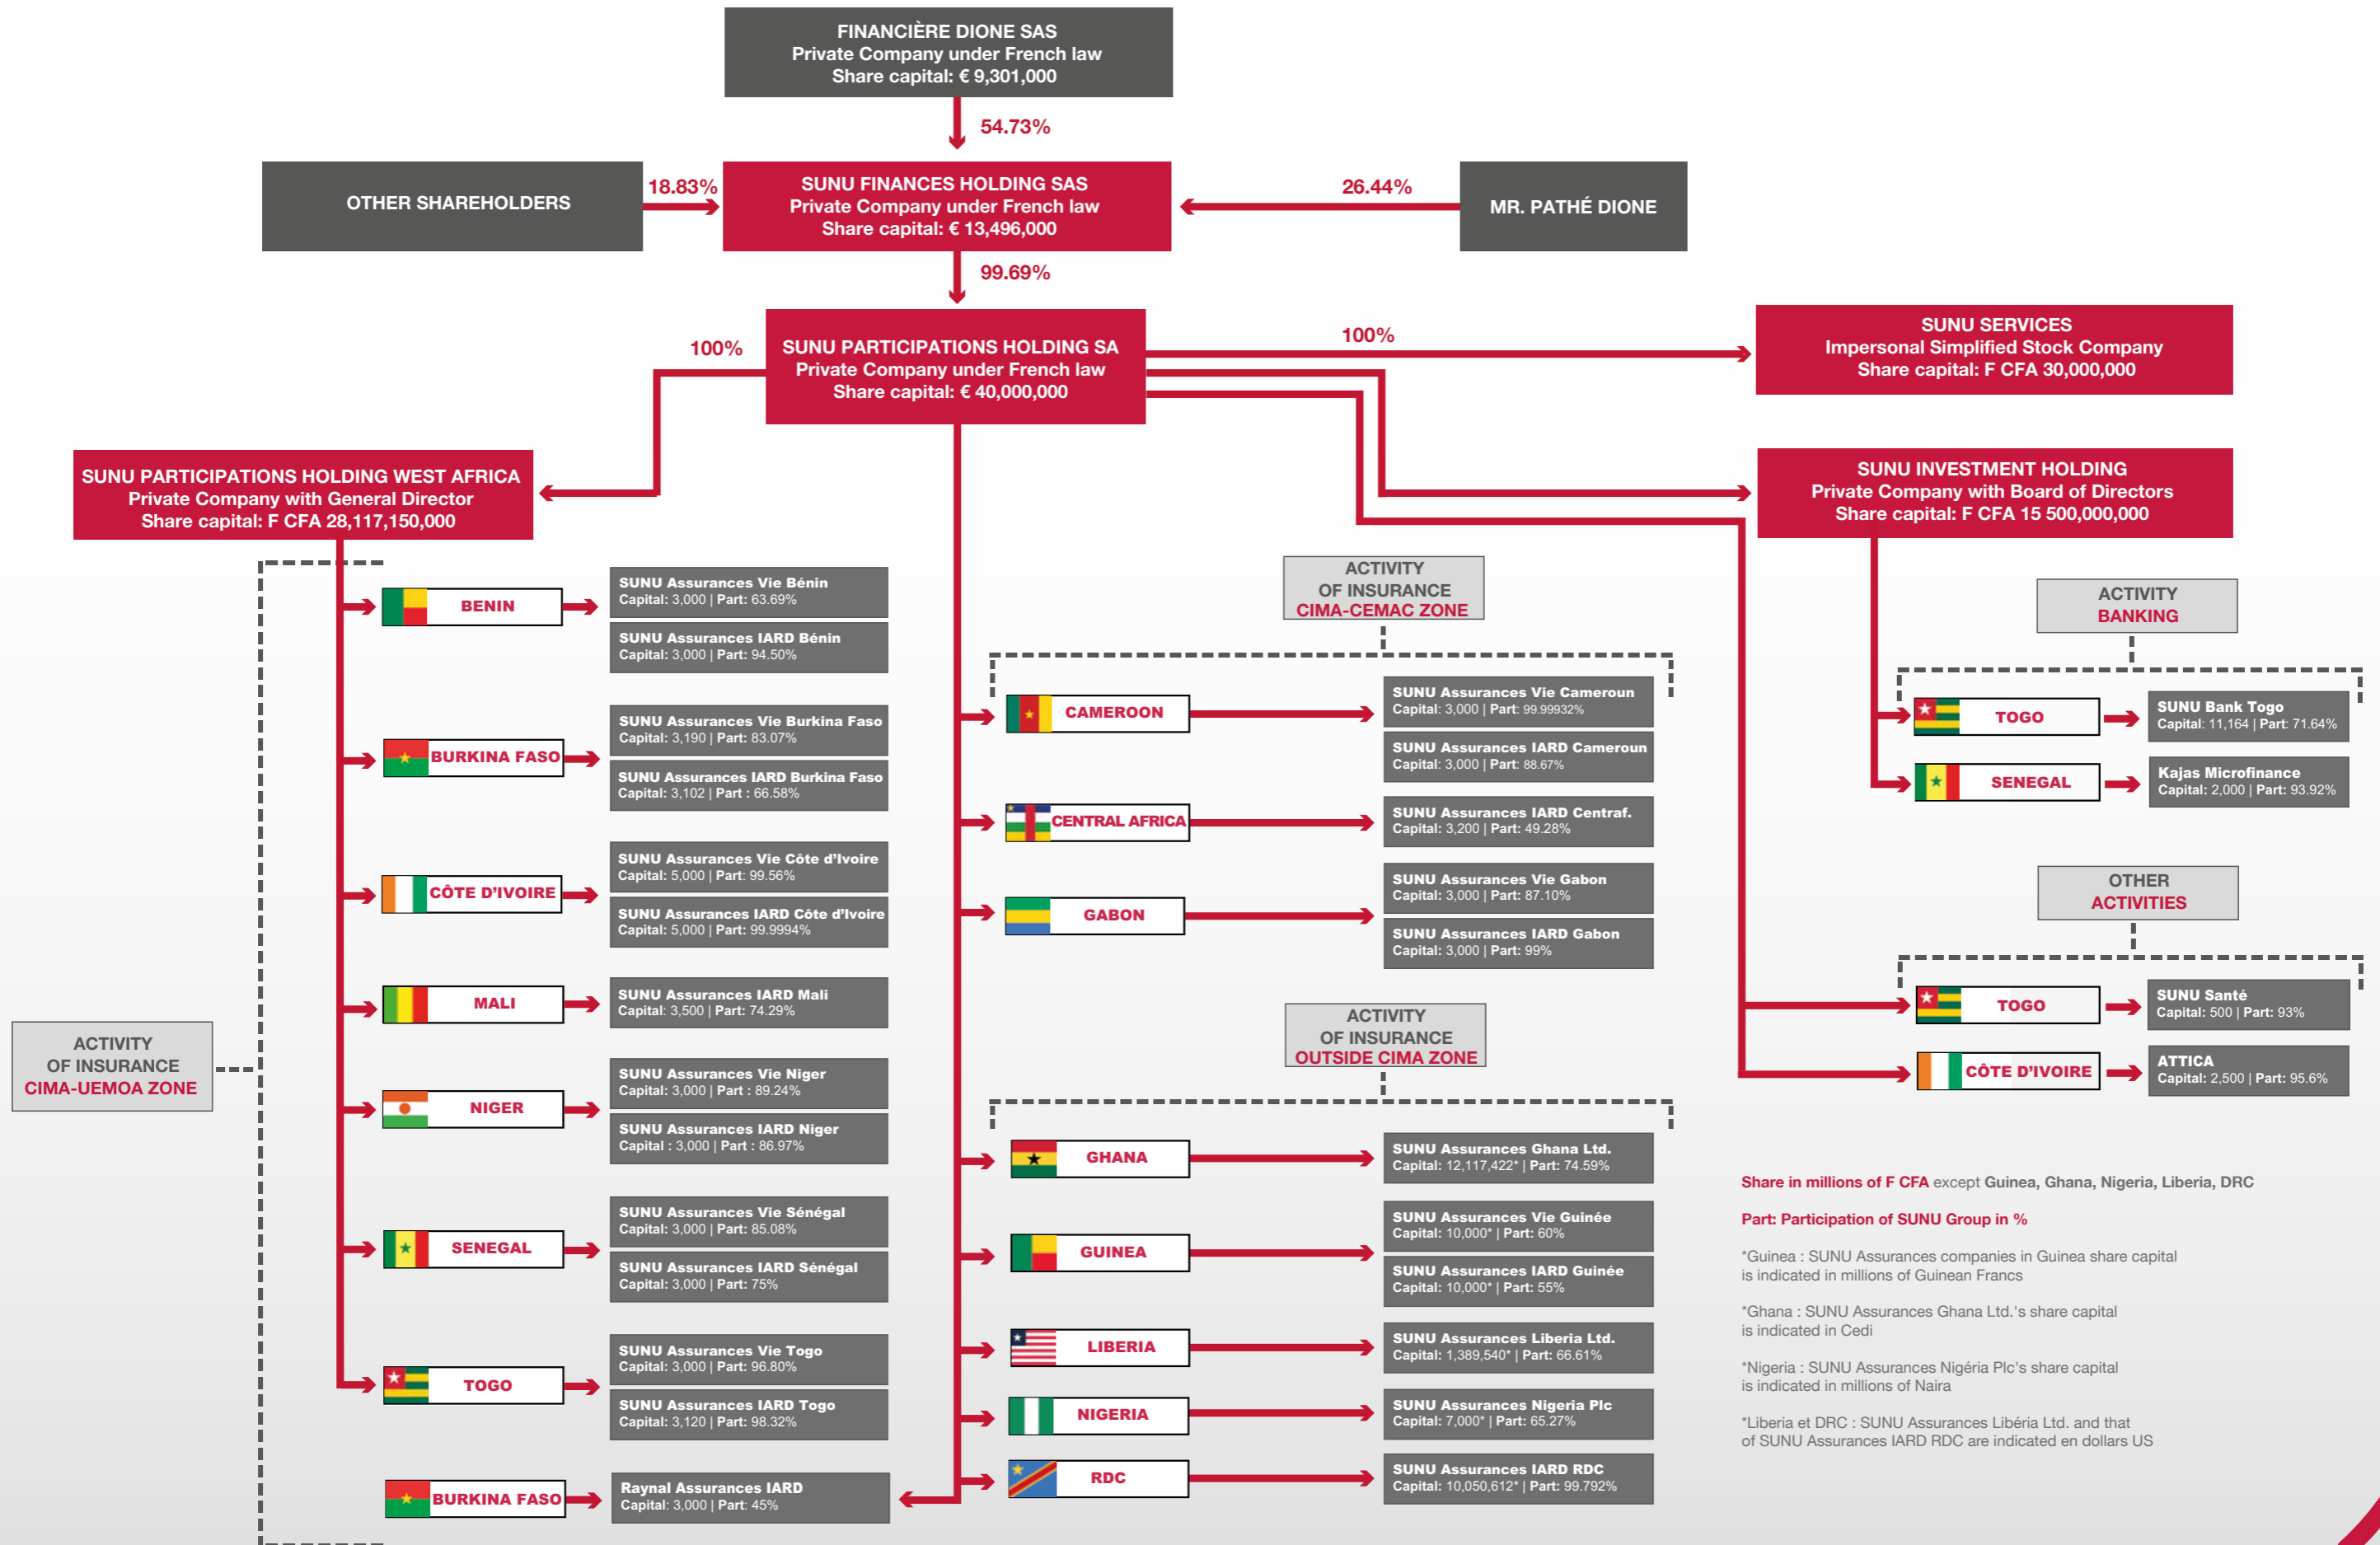 FINANCIÈRE DIONE SAS
Private Company under French law
Share capital: € 9,301,000
54.73%
OTHER SHAREHOLDERS
18.83%
SUNU FINANCES HOLDING SAS
Private Company under French law
Share capital: € 13,496,000
26.44%
MR. PATHÉ DIONE
99.69%
100%
SUNU PARTICIPATIONS HOLDING SA
Private Company under French law
Share capital: € 40,000,000
100%
SUNU SERVICES
Impersonal Simplified Stock Company
Share capital: F CFA 30,000,000
SUNU PARTICIPATIONS HOLDING WEST AFRICA
Private Company with General Director
Share capital: F CFA 28,117,150,000
SUNU INVESTMENT HOLDING
Private Company with Board of Directors
Share capital: F CFA 15 500,000,000
ACTIVITY
OF INSURANCE
CIMA-UEMOA ZONE
BENIN
SUNU Assurances Vie Bénin
Capital: 3,000 | Part: 63.69%
SUNU Assurances IARD Bénin
Capital: 3,000 | Part: 94.50%
BURKINA FASO
SUNU Assurances Vie Burkina Faso
Capital: 3,190 | Part: 83.07%
SUNU Assurances IARD Burkina Faso
Capital: 3,102 | Part : 66.58%
CÔTE D’IVOIRE
SUNU Assurances Vie Côte d’Ivoire
Capital: 5,000 | Part: 99.56%
SUNU Assurances IARD Côte d’Ivoire
Capital: 5,000 | Part: 99.9994%
MALI
SUNU Assurances IARD Mali
Capital: 3,500 | Part: 74.29%
NIGER
SUNU Assurances Vie Niger
Capital: 3,000 | Part : 89.24%
SUNU Assurances IARD Niger
Capital : 3,000 | Part : 86.97%
SENEGAL
SUNU Assurances Vie Sénégal
Capital: 3,000 | Part: 85.08%
SUNU Assurances IARD Sénégal
Capital: 3,000 | Part: 75%
TOGO
SUNU Assurances Vie Togo
Capital: 3,000 | Part: 96.80%
SUNU Assurances IARD Togo
Capital: 3,120 | Part: 98.32%
BURKINA FASO
Raynal Assurances IARD
Capital: 3,000 | Part: 45%
ACTIVITY
OF INSURANCE
CIMA-CEMAC ZONE
CAMEROON
SUNU Assurances Vie Cameroun
Capital: 3,000 | Part: 99.99932%
SUNU Assurances IARD Cameroun
Capital: 3,000 | Part: 88.67%
CENTRAL AFRICA
SUNU Assurances IARD Centraf.
Capital: 3,200 | Part: 49.28%
GABON
SUNU Assurances Vie Gabon
Capital: 3,000 | Part: 87.10%
SUNU Assurances IARD Gabon
Capital: 3,000 | Part: 99%
ACTIVITY
OF INSURANCE
OUTSIDE CIMA ZONE
GHANA
SUNU Assurances Ghana Ltd.
Capital: 12,117,422* | Part: 74.59%
GUINEA
SUNU Assurances Vie Guinée
Capital: 10,000* | Part: 60%
SUNU Assurances IARD Guinée
Capital: 10,000* | Part: 55%
LIBERIA
SUNU Assurances Liberia Ltd.
Capital: 1,389,540* | Part: 66.61%
NIGERIA
SUNU Assurances Nigeria Plc
Capital: 7,000* | Part: 65.27%
RDC
SUNU Assurances IARD RDC
Capital: 10,050,612* | Part: 99.792%
ACTIVITY
BANKING
TOGO
SUNU Bank Togo
Capital: 11,164 | Part: 71.64%
SENEGAL
Kajas Microfinance
Capital: 2,000 | Part: 93.92%
OTHER
ACTIVITIES
TOGO
SUNU Santé
Capital: 500 | Part: 93%
CÔTE D’IVOIRE
ATTICA
Capital: 2,500 | Part: 95.6%
Share in millions of F CFA except Guinea, Ghana, Nigeria, Liberia, DRC
Part: Participation of SUNU Group in %
*Guinea : SUNU Assurances companies in Guinea share capital
is indicated in millions of Guinean Francs
*Ghana : SUNU Assurances Ghana Ltd.'s share capital
is indicated in Cedi
*Nigeria : SUNU Assurances Nigéria Plc's share capital
is indicated in millions of Naira
*Liberia et DRC : SUNU Assurances Libéria Ltd. and that
of SUNU Assurances IARD RDC are indicated en dollars US